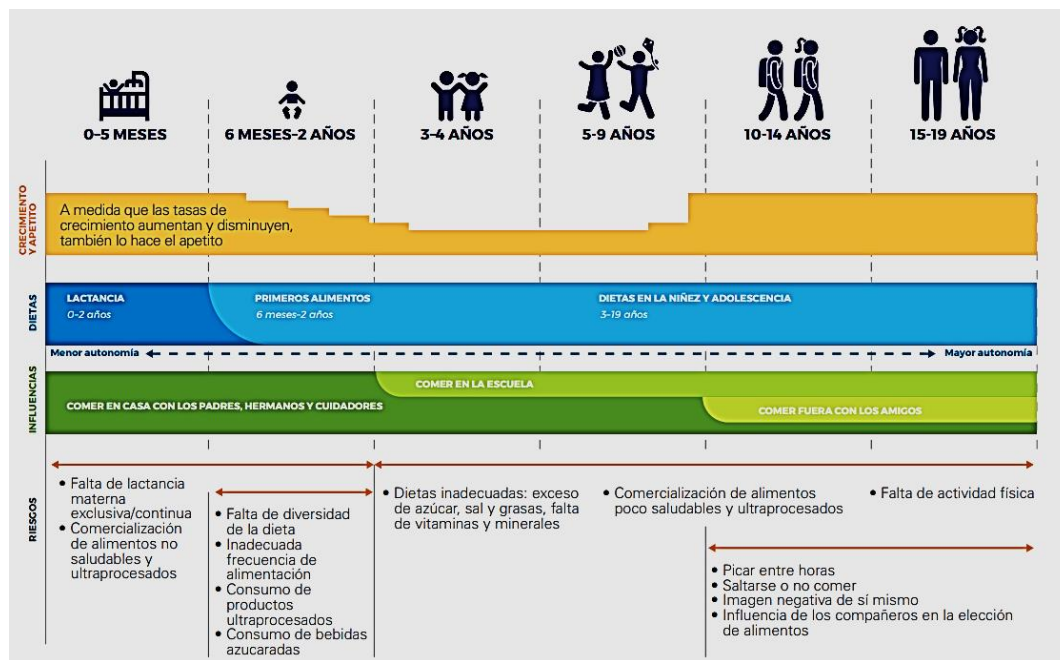 0-5 MESES
6 MESES-2 AÑOS
3-4 AÑOS
5-9 AÑOS
10-14 AÑOS
15-19 AÑOS
CRECIMIENTO
Y APETITO
A medida que las tasas de
crecimiento aumentan y disminuyen,
también lo hace el apetito
DIETAS
LACTANCIA
0-2 años
PRIMEROS ALIMENTOS
6 meses-2 años
DIETAS EN LA NIÑEZ Y ADOLESCENCIA
3-19 años
Menor autonomía
Mayor autonomía
INFLUENCIAS
COMER EN LA ESCUELA
COMER EN CASA CON LOS PADRES, HERMANOS Y CUIDADORES
COMER FUERA CON LOS AMIGOS
RIESGOS
• Falta de lactancia
materna
exclusiva/continua
• Comercialización
de alimentos no
saludables y
ultraprocesados
• Falta de diversidad
de la dieta
• Inadecuada
frecuencia de
alimentación
• Consumo de
productos
ultraprocesados
• Consumo de bebidas
azucaradas
• Dietas inadecuadas: exceso
de azúcar, sal y grasas, falta
de vitaminas y minerales
• Comercialización de alimentos
poco saludables y ultraprocesados
• Falta de actividad física
• Picar entre horas
• Saltarse o no comer
• Imagen negativa de sí mismo
• Influencia de los compañeros en la elección
de alimentos